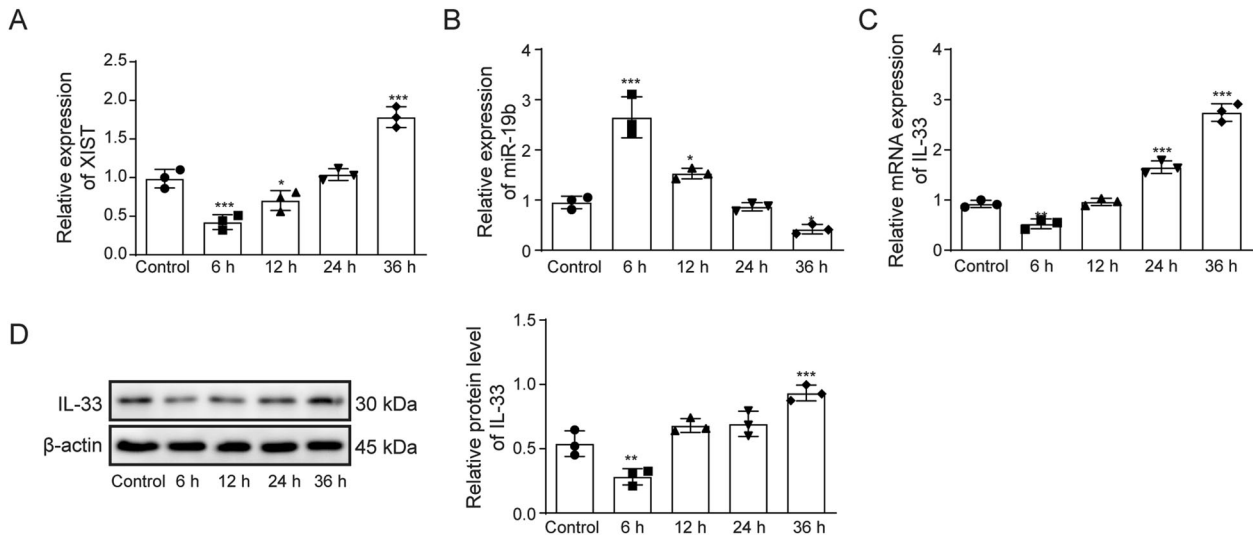 A
Relative expression
of XIST
2.5
2.0
1.5
1.0
0.5
0.0
***
*
***
Control 6 h 12 h 24 h 36 h
B
Relative expression
of miR-19b
4
3
2
1
0
***
*
*
Control 6 h 12 h 24 h 36 h
C
Relative mRNA expression
of IL-33
4
3
2
1
0
**
***
***
Control 6 h 12 h 24 h 36 h
D
IL-33 30 kDa
β-actin 45 kDa
Control 6 h 12 h 24 h 36 h
Relative protein level
of IL-33
1.5
1.0
0.5
0.0
**
***
Control 6 h 12 h 24 h 36 h